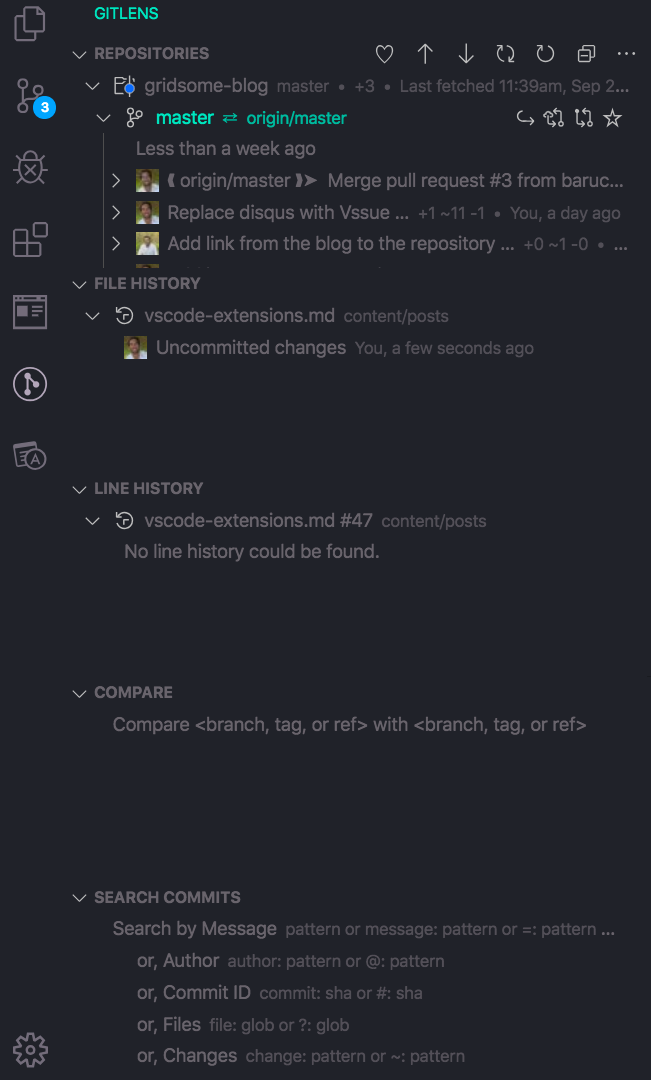 GITLENS
REPOSITORIES
gridsome-blog master • +3 • Last fetched 11:39am, Sep 2...
3
master ⇄ origin/master
Less than a week ago
⟪ origin/master ⟫➤ Merge pull request #3 from baruc...
Replace disqus with Vssue ... +1 ~11 -1 • You, a day ago
Add link from the blog to the repository ... +0 ~1 -0 • ...
FILE HISTORY
vscode-extensions.md content/posts
Uncommitted changes You, a few seconds ago
LINE HISTORY
vscode-extensions.md #47 content/posts
No line history could be found.
COMPARE
Compare <branch, tag, or ref> with <branch, tag, or ref>
SEARCH COMMITS
Search by Message pattern or message: pattern or =: pattern ...
or, Author author: pattern or @: pattern
or, Commit ID commit: sha or #: sha
or, Files file: glob or ?: glob
or, Changes change: pattern or ~: pattern